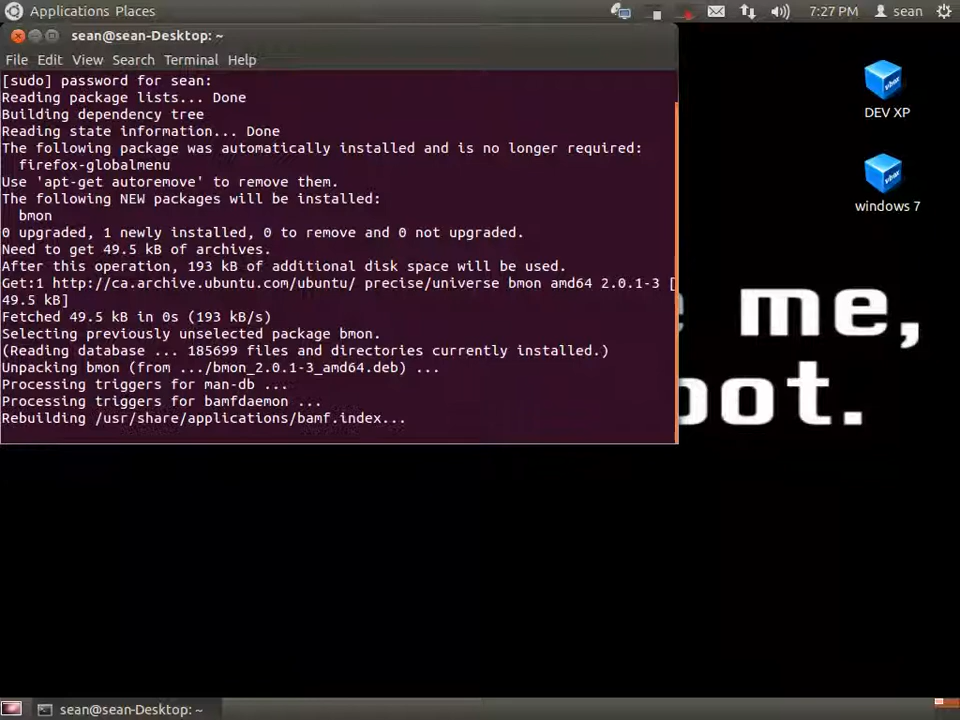 Applications Places
7:27 PM
sean
sean@sean-Desktop: ~
File Edit View Search Terminal Help
[sudo] password for sean:
Reading package lists... Done
Building dependency tree
Reading state information... Done
The following package was automatically installed and is no longer required:
firefox-globalmenu
Use 'apt-get autoremove' to remove them.
The following NEW packages will be installed:
bmon
0 upgraded, 1 newly installed, 0 to remove and 0 not upgraded.
Need to get 49.5 kB of archives.
After this operation, 193 kB of additional disk space will be used.
Get:1 http://ca.archive.ubuntu.com/ubuntu/ precise/universe bmon amd64 2.0.1-3 [
49.5 kB]
Fetched 49.5 kB in 0s (193 kB/s)
Selecting previously unselected package bmon.
(Reading database ... 185699 files and directories currently installed.)
Unpacking bmon (from .../bmon_2.0.1-3_amd64.deb) ...
Processing triggers for man-db ...
Processing triggers for bamfdaemon ...
Rebuilding /usr/share/applications/bamf.index...
DEV XP
windows 7
me,
oot.
sean@sean-Desktop: ~